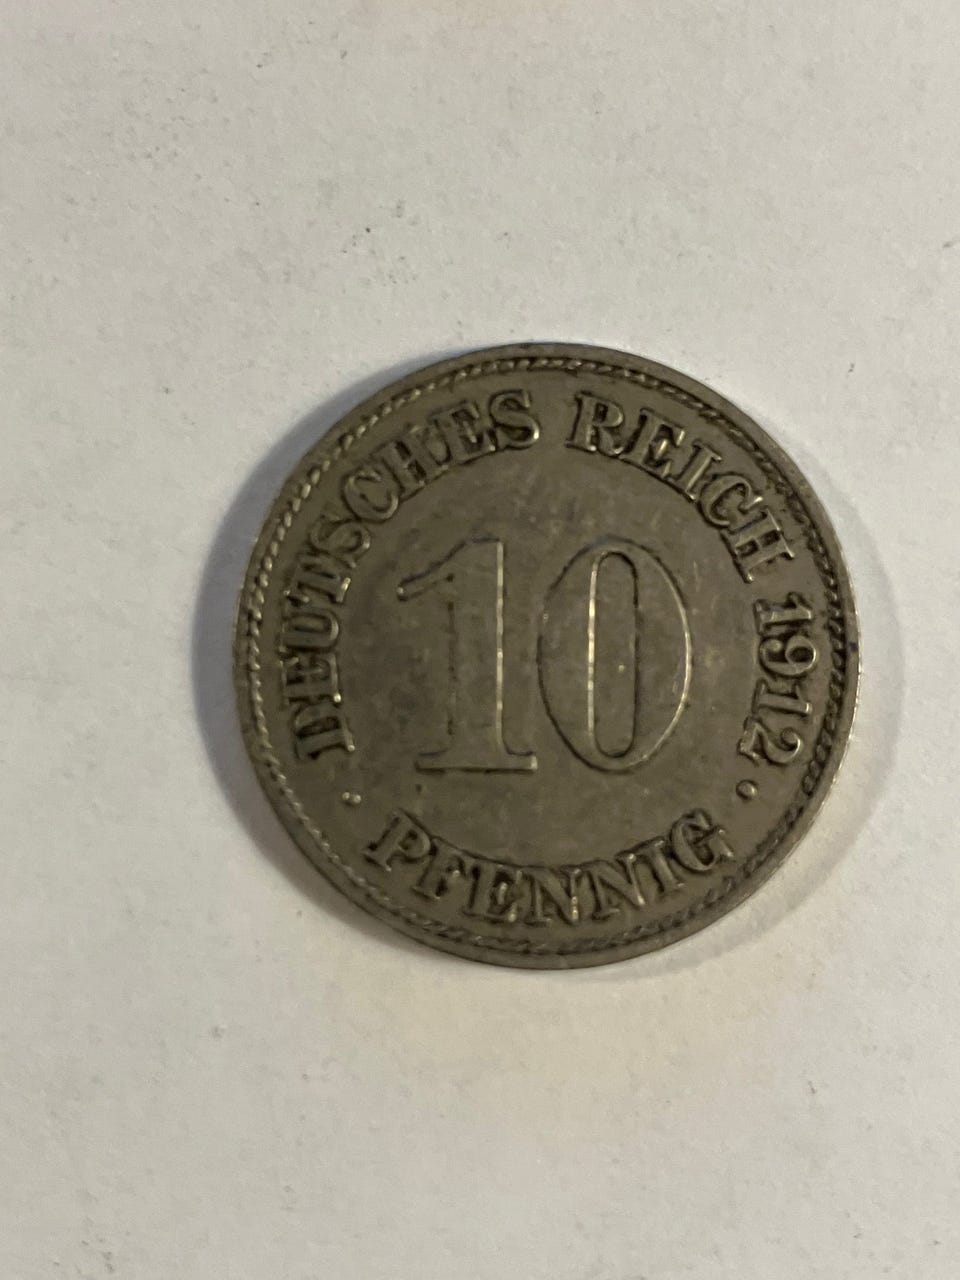 DEUTSCHES REICH 1912
10
PFENNIG